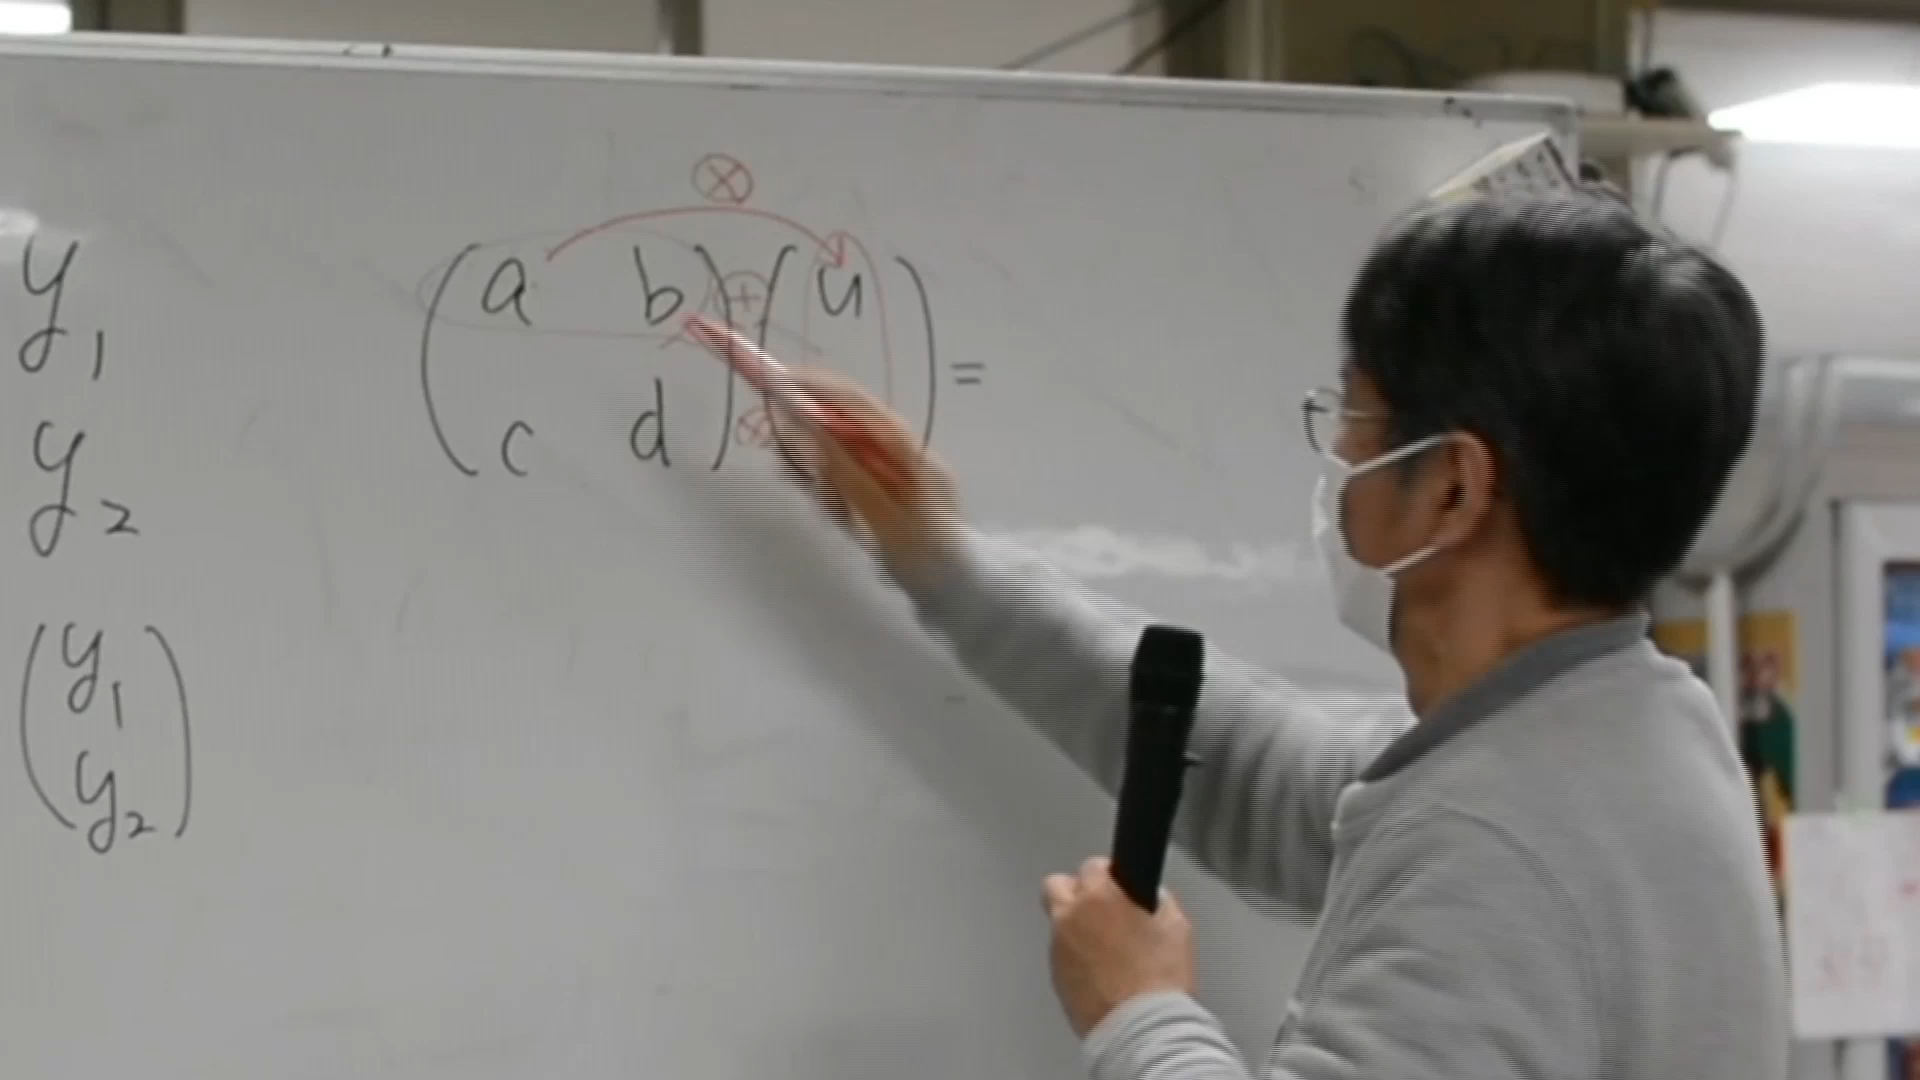 y₁
y₂
(y₁
y₂)
⊗
(a b) ⊕ (u ) =
(c d) ⊗